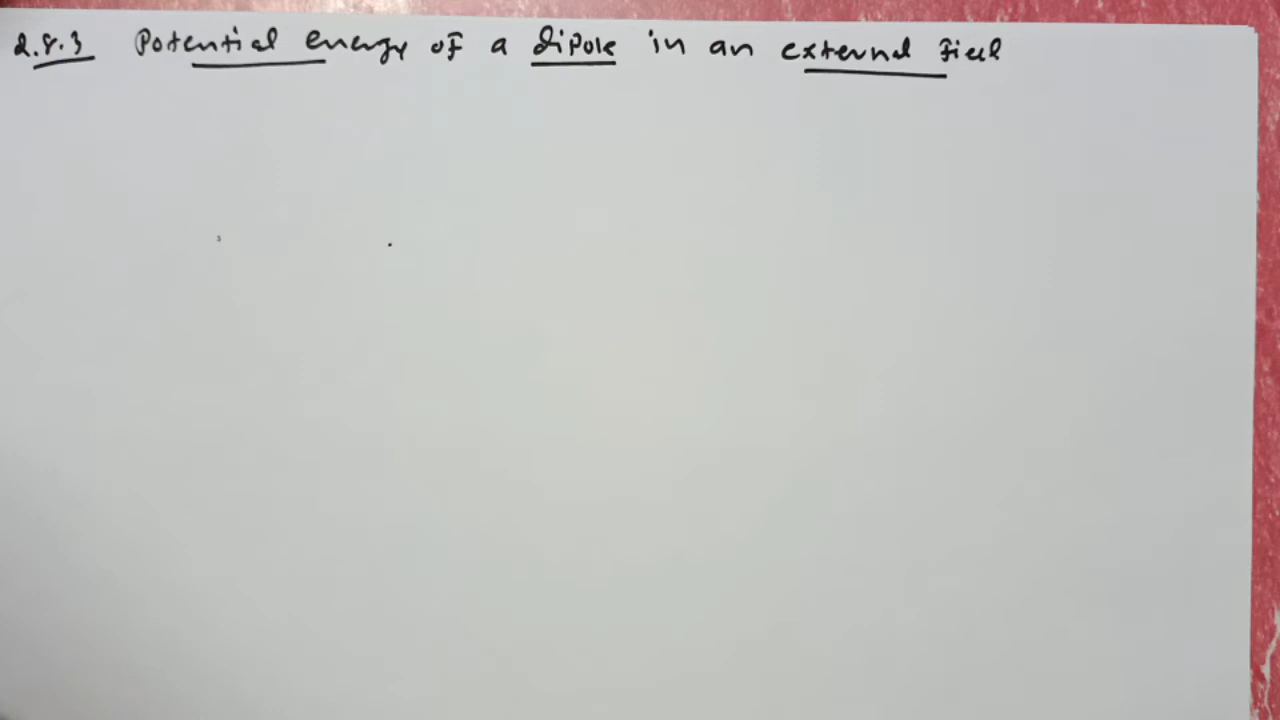 2.8.3 Potential energy of a dipole in an external field